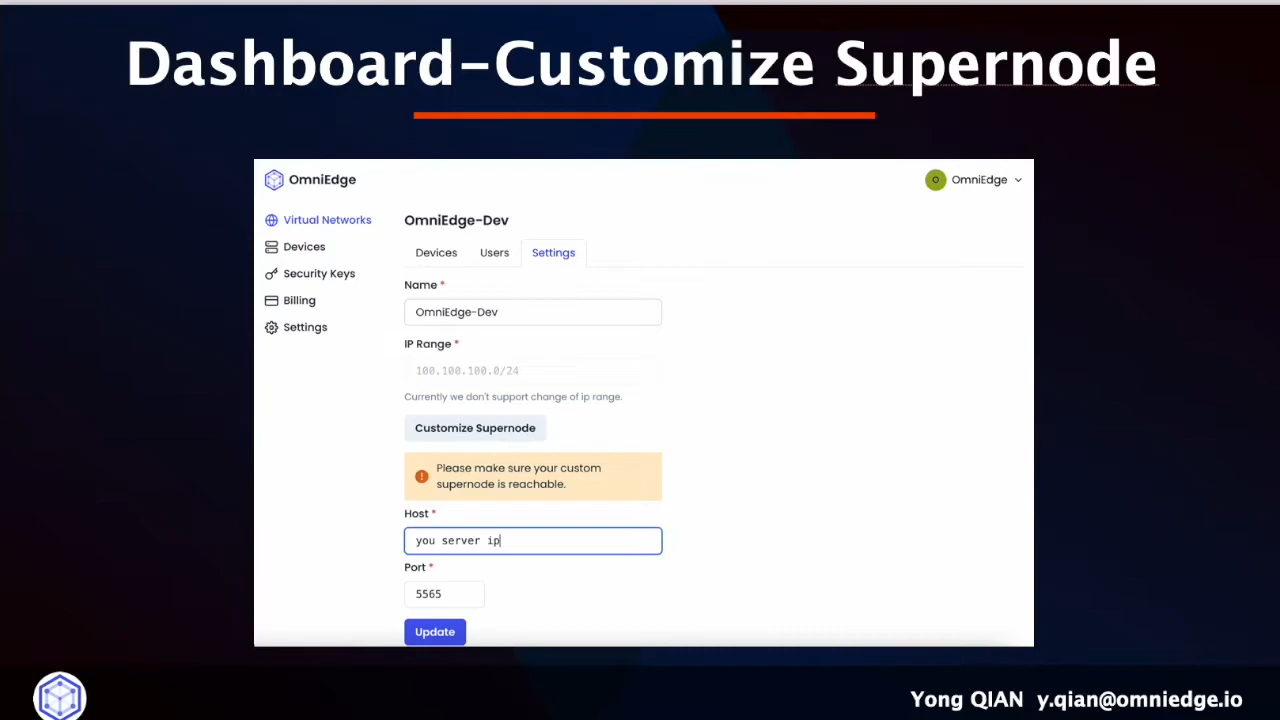 Dashboard-Customize Supernode
OmniEdge
O OmniEdge
Virtual Networks
Devices
Security Keys
Billing
Settings
OmniEdge-Dev
Devices Users Settings
Name *
OmniEdge-Dev
IP Range *
100.100.100.0/24
Currently we don't support change of ip range.
Customize Supernode
Please make sure your custom
supernode is reachable.
Host *
you server ip
Port *
5565
Update
Yong QIAN y.qian@omniedge.io